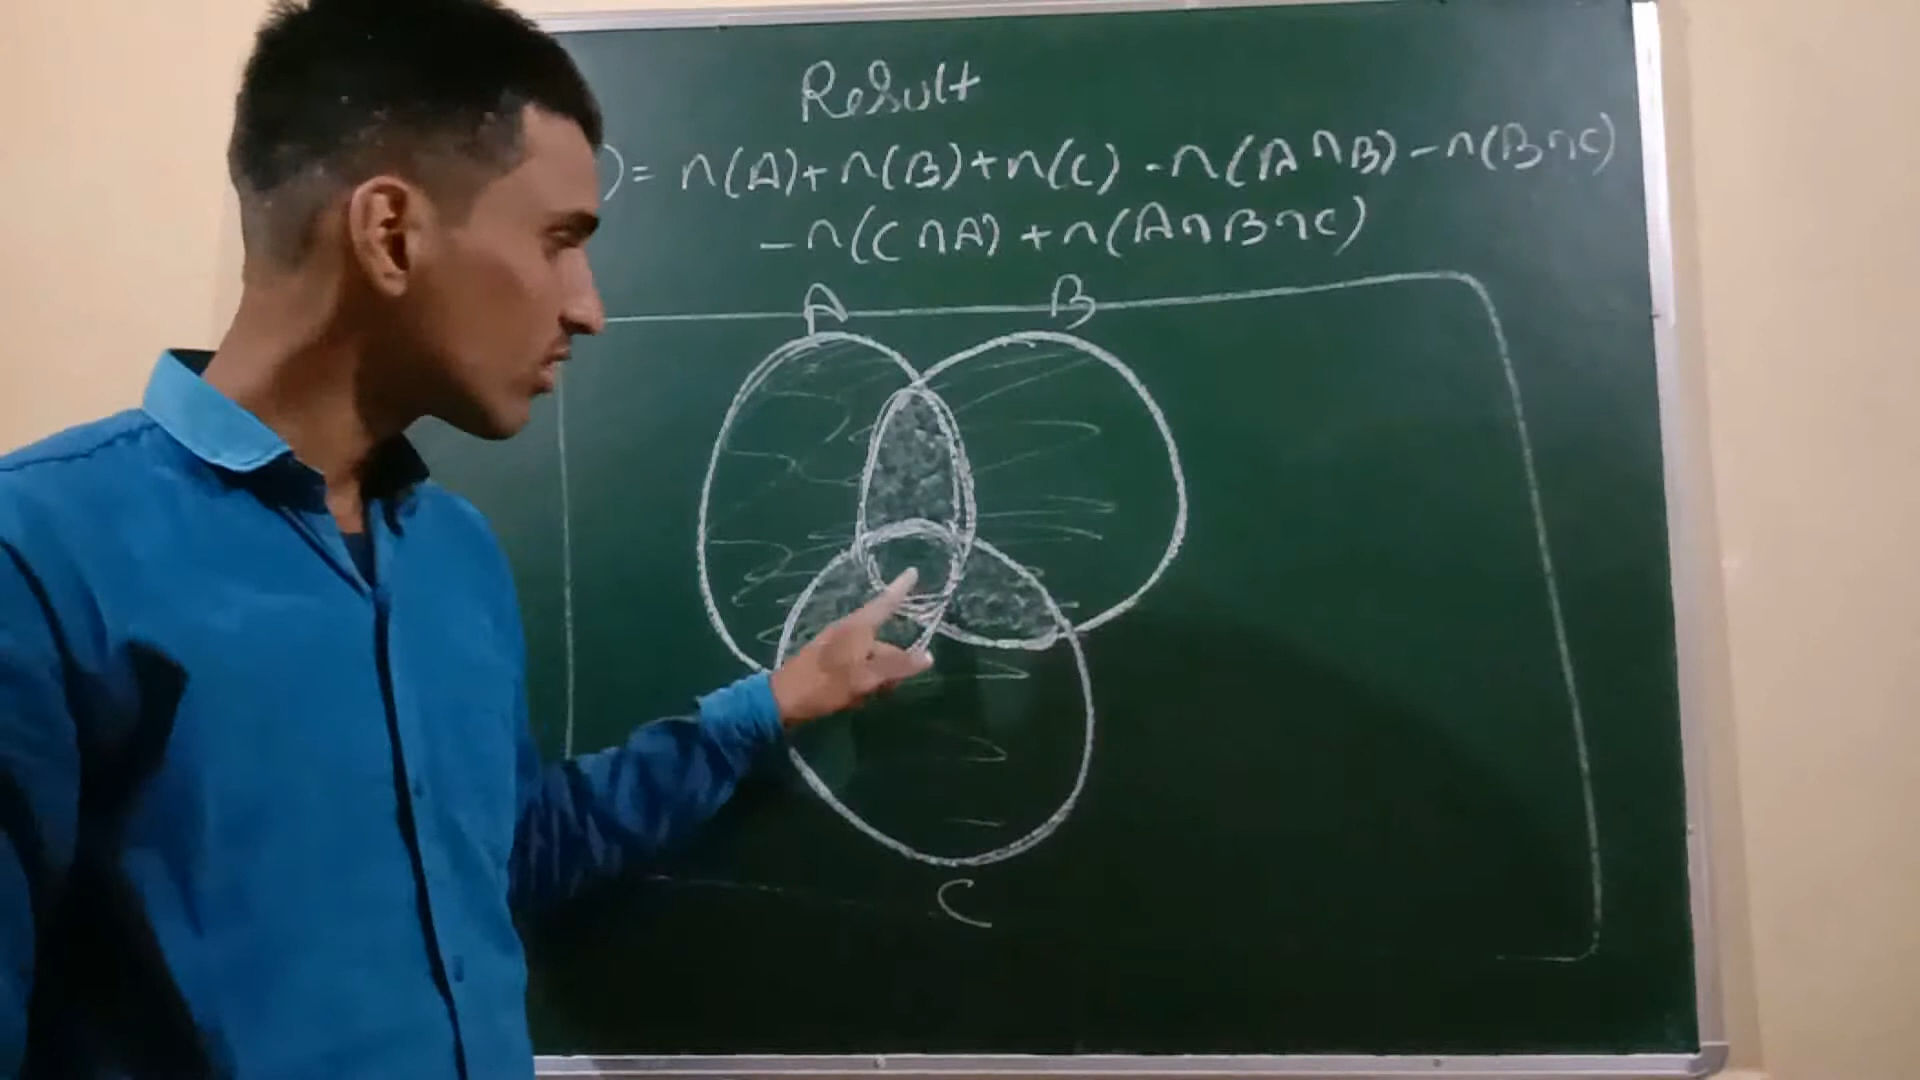 Result
)= n(A)+n(B)+n(C) -n(A∩B)-n(B∩C)
-n(C∩A) +n(A∩B∩C)
A B
C